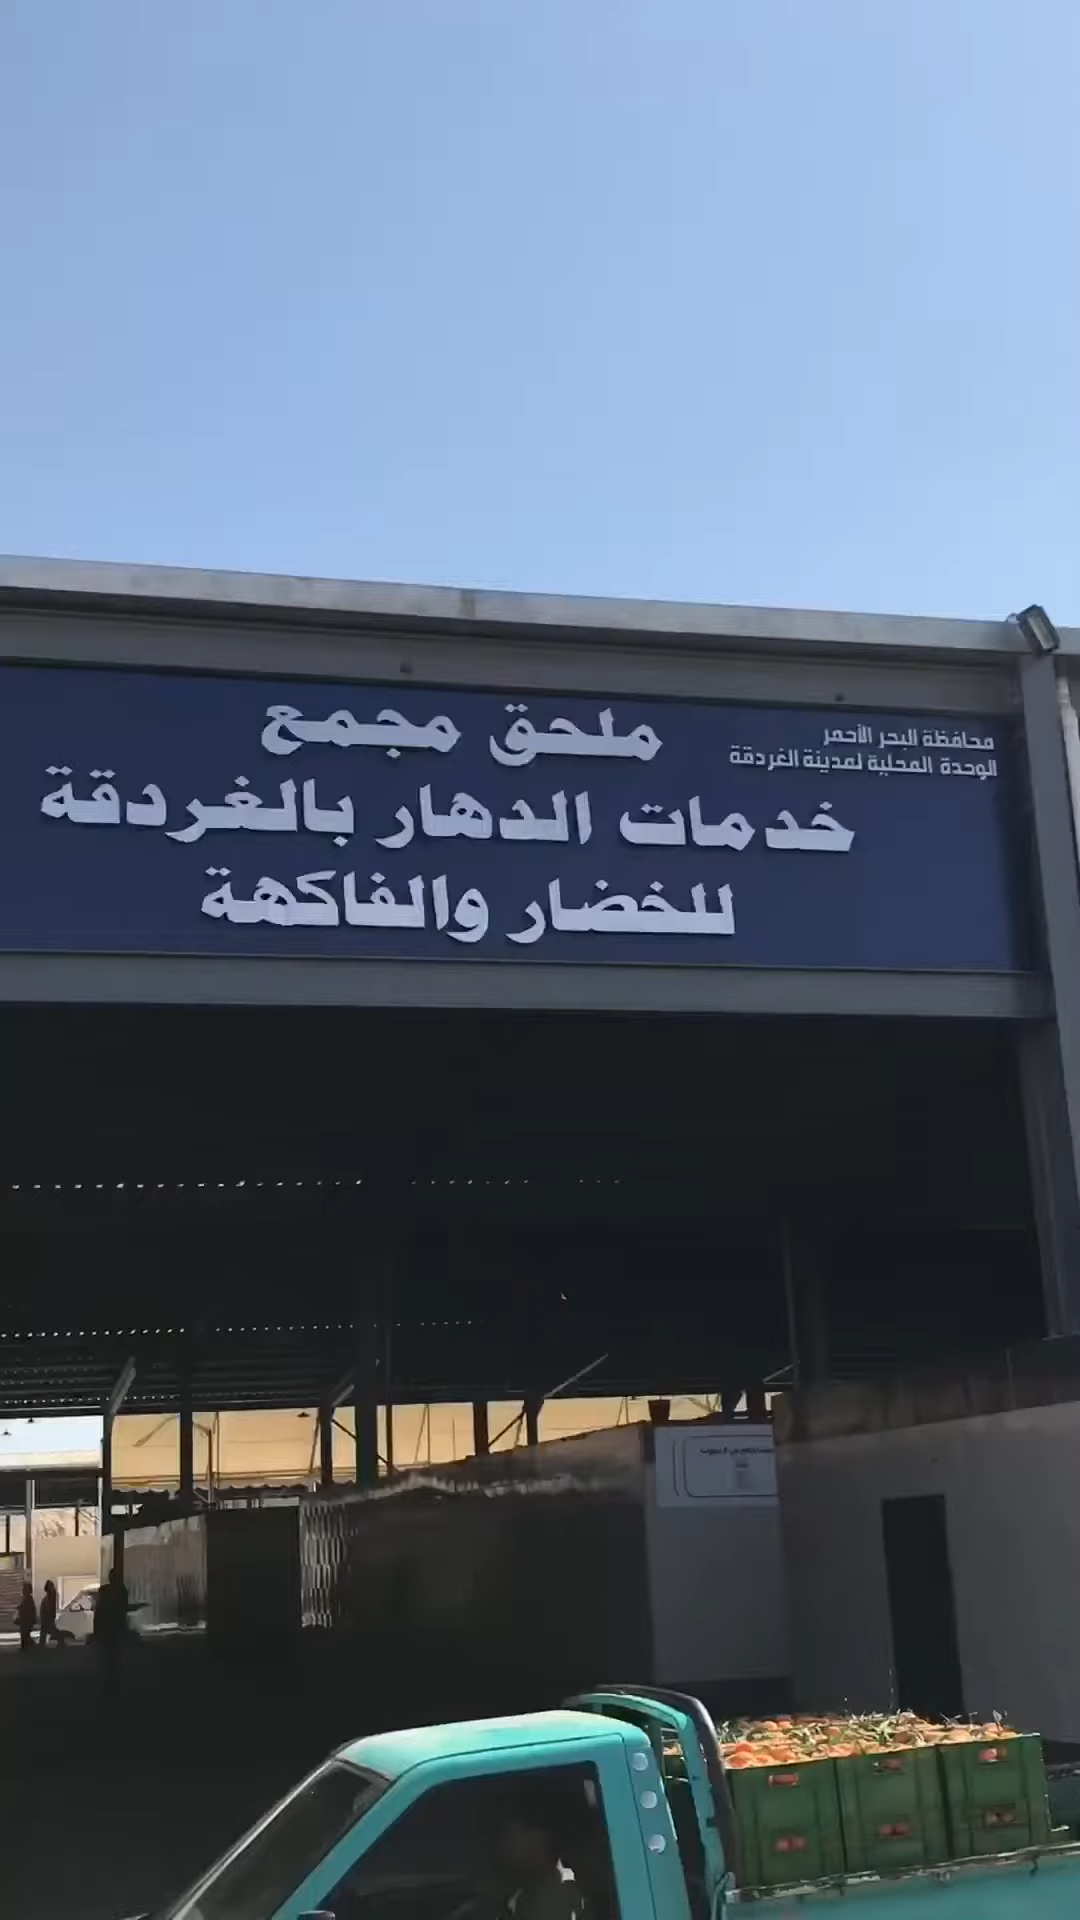 محافظة البحر الأحمر
الوحدة المحلية لمدينة الغردقة
ملحق مجمع
خدمات الدهار بالغردقة
للخضار والفاكهة